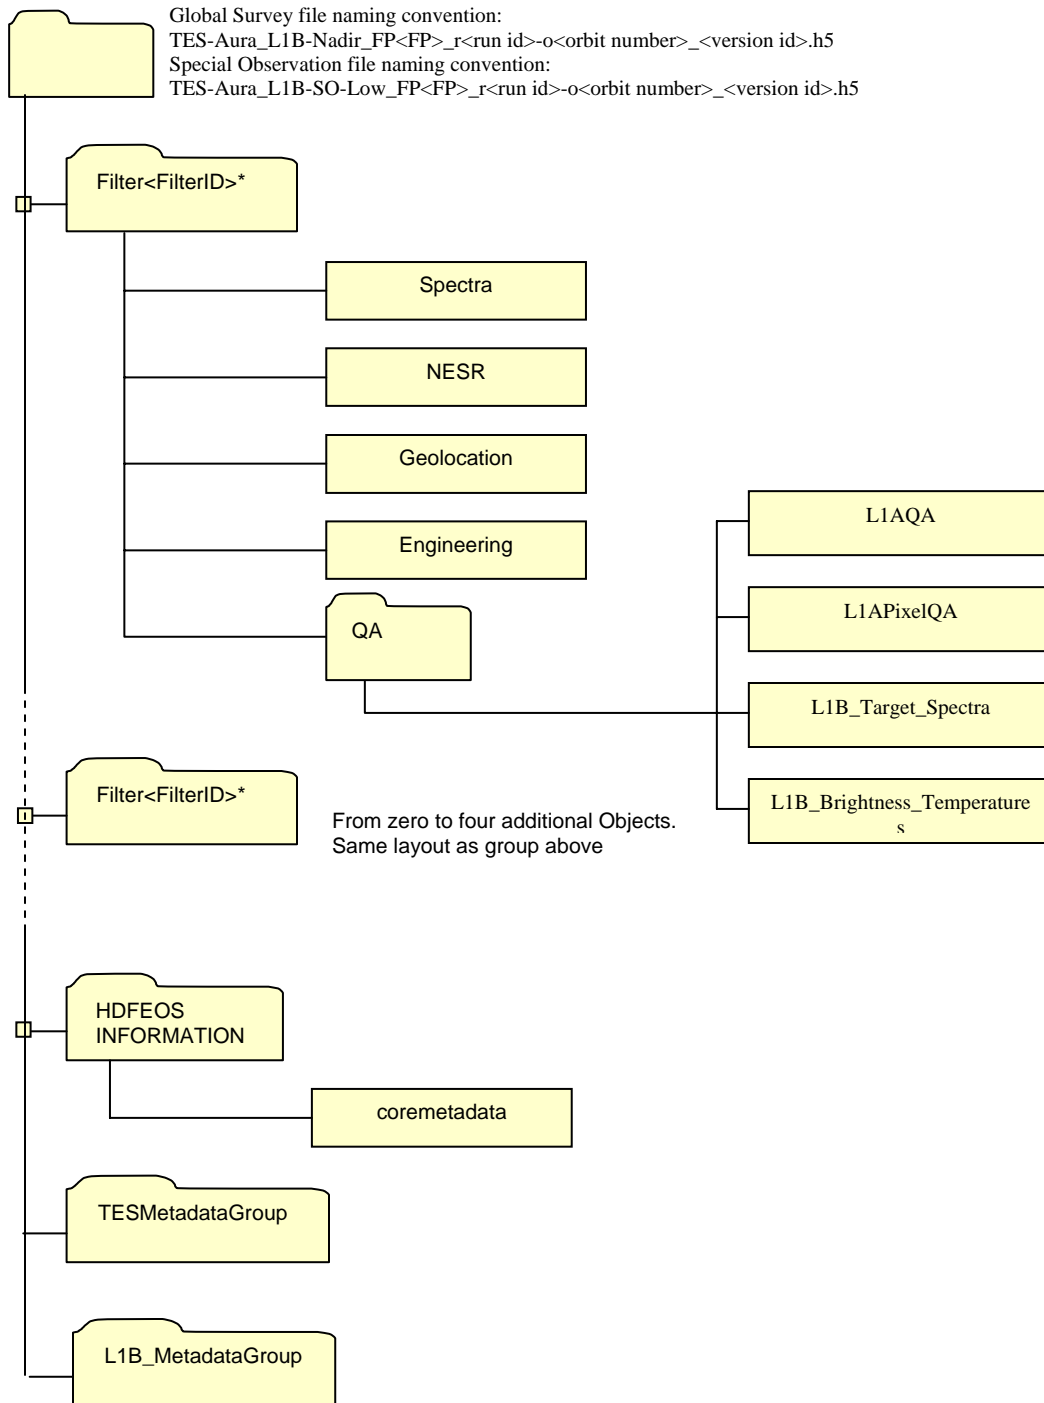 Global Survey file naming convention:
TES-Aura_L1B-Nadir_FP<FP>_r<run id>-o<orbit number>_<version id>.h5
Special Observation file naming convention:
TES-Aura_L1B-SO-Low_FP<FP>_r<run id>-o<orbit number>_<version id>.h5
Filter<FilterID>*
Spectra
NESR
Geolocation
Engineering
QA
L1AQA
L1APixelQA
L1B_Target_Spectra
L1B_Brightness_Temperature
s
Filter<FilterID>*
From zero to four additional Objects.
Same layout as group above
HDFEOS
INFORMATION
coremetadata
TESMetadataGroup
L1B_MetadataGroup